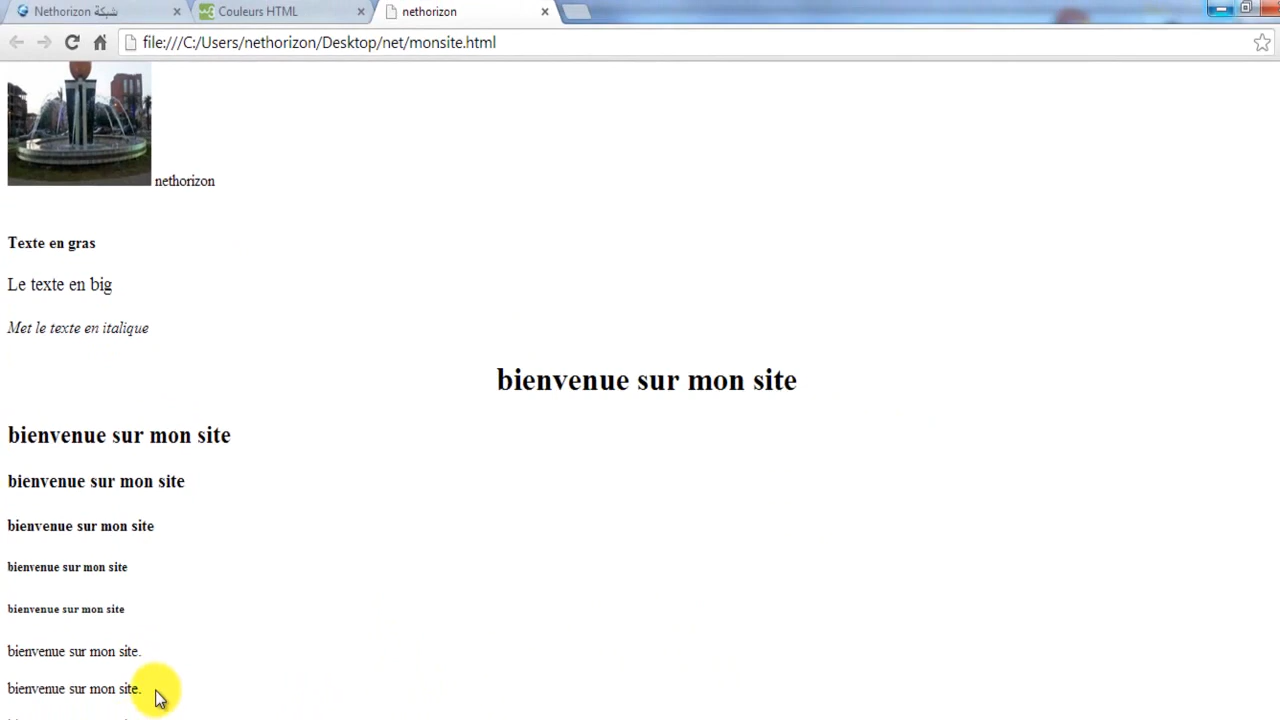 Nethorizon شبكة
Couleurs HTML
nethorizon
file:///C:/Users/nethorizon/Desktop/net/monsite.html
nethorizon
Texte en gras
Le texte en big
Met le texte en italique
bienvenue sur mon site
bienvenue sur mon site
bienvenue sur mon site
bienvenue sur mon site
bienvenue sur mon site
bienvenue sur mon site
bienvenue sur mon site.
bienvenue sur mon site.